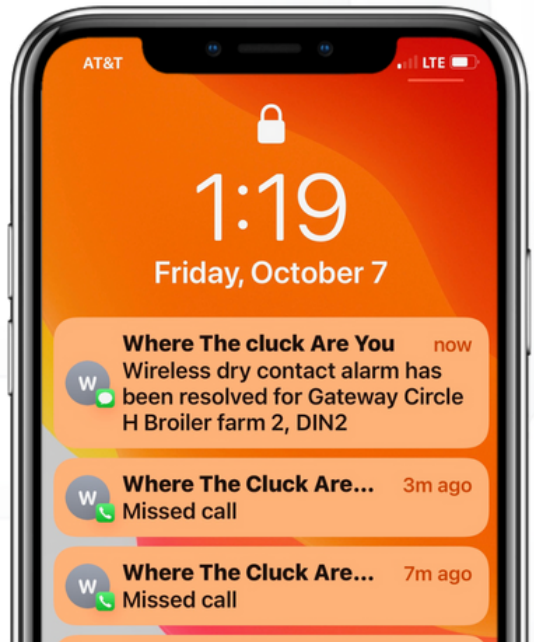 AT&T
LTE
1:19
Friday, October 7
Where The cluck Are You now
Wireless dry contact alarm has
been resolved for Gateway Circle
H Broiler farm 2, DIN2
W
Where The Cluck Are... 3m ago
Missed call
W
Where The Cluck Are... 7m ago
Missed call
W